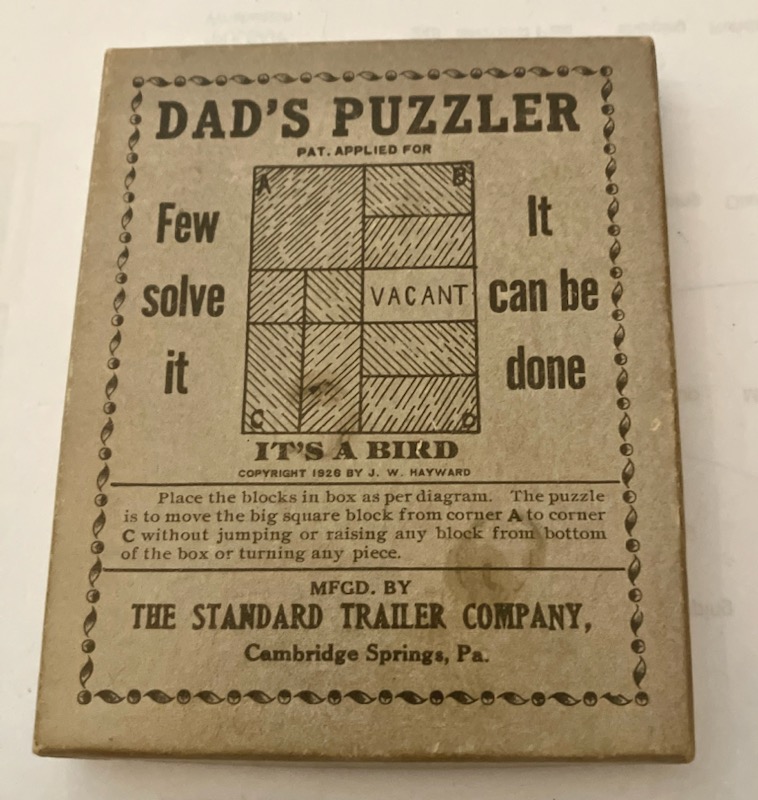 DAD'S PUZZLER
PAT. APPLIED FOR
Few
solve
it
A
B
VACANT
C
D
It
can be
done
IT'S A BIRD
COPYRIGHT 1926 BY J. W. HAYWARD
Place the blocks in box as per diagram. The puzzle
is to move the big square block from corner A to corner
C without jumping or raising any block from bottom
of the box or turning any piece.
MFGD. BY
THE STANDARD TRAILER COMPANY,
Cambridge Springs, Pa.